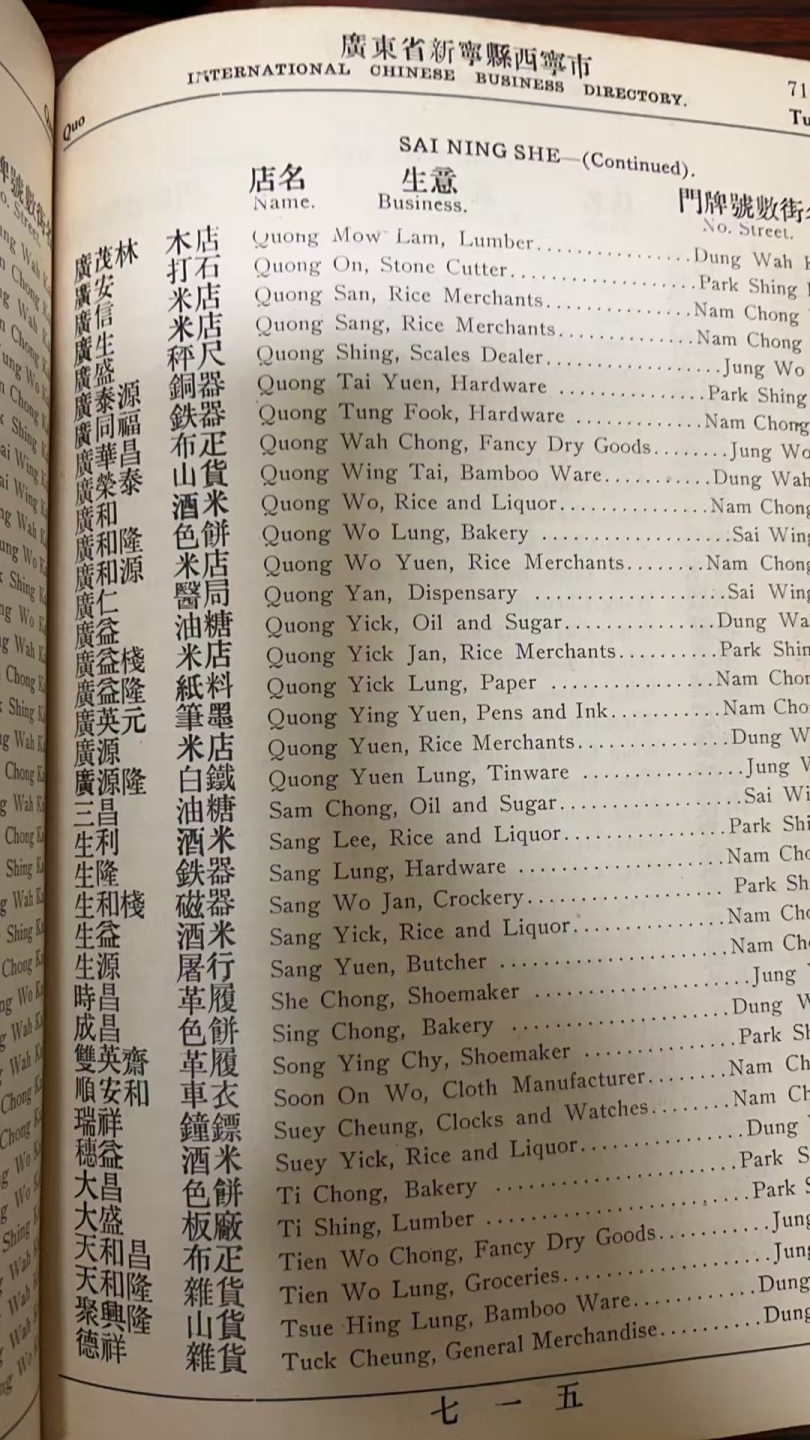 廣東省新寧縣西寧市
Quo INTERNATIONAL CHINESE BUSINESS DIRECTORY. 71
Tu
SAI NING SHE—(Continued).
店名 生意 門牌號數街
Name. Business. No. Street.
廣茂林 木店 Quong Mow Lam, Lumber Dung Wah K
廣安 打石 Quong On, Stone Cutter Park Shing
廣信 米店 Quong San, Rice Merchants Nam Chong
廣生 米店 Quong Sang, Rice Merchants Nam Chong
廣盛 秤尺 Quong Shing, Scales Dealer Jung Wo
廣泰源 銅器 Quong Tai Yuen, Hardware Park Shing
廣同福 鉄器 Quong Tung Fook, Hardware Nam Chong
廣華昌 布疋 Quong Wah Chong, Fancy Dry Goods Jung Wo
廣榮泰 山貨 Quong Wing Tai, Bamboo Ware Dung Wah
廣和 酒米 Quong Wo, Rice and Liquor Nam Chong
廣和隆 色餅 Quong Wo Lung, Bakery Sai Wing
廣和源 米店 Quong Wo Yuen, Rice Merchants Nam Chong
廣仁 醫局 Quong Yan, Dispensary Sai Wing
廣益 油糖 Quong Yick, Oil and Sugar Dung Wa
廣益棧 米店 Quong Yick Jan, Rice Merchants Park Shin
廣益隆 紙料 Quong Yick Lung, Paper Nam Chon
廣英元 筆墨 Quong Ying Yuen, Pens and Ink Nam Cho
廣源 米店 Quong Yuen, Rice Merchants Dung W
廣源隆 白鐵 Quong Yuen Lung, Tinware Jung W
三昌 油糖 Sam Chong, Oil and Sugar Sai Wi
生利 酒米 Sang Lee, Rice and Liquor Park Shi
生隆 鉄器 Sang Lung, Hardware Nam Cho
生和棧 磁器 Sang Wo Jan, Crockery Park Sh
生益 酒米 Sang Yick, Rice and Liquor Nam Cho
生源 屠行 Sang Yuen, Butcher Nam Cho
時昌 革履 She Chong, Shoemaker Jung
成昌 色餅 Sing Chong, Bakery Dung W
雙英齋 革履 Song Ying Chy, Shoemaker Park Sh
順安和 車衣 Soon On Wo, Cloth Manufacturer Nam Ch
瑞祥 鐘鏢 Suey Cheung, Clocks and Watches Nam Ch
穗益 酒米 Suey Yick, Rice and Liquor Dung
大昌 色餅 Ti Chong, Bakery Park S
大盛 板廠 Ti Shing, Lumber Park S
天和昌 布疋 Tien Wo Chong, Fancy Dry Goods Jung
天和隆 雜貨 Tien Wo Lung, Groceries Jung
聚興隆 山貨 Tsue Hing Lung, Bamboo Ware Dung
德祥 雜貨 Tuck Cheung, General Merchandise Dung
七一五